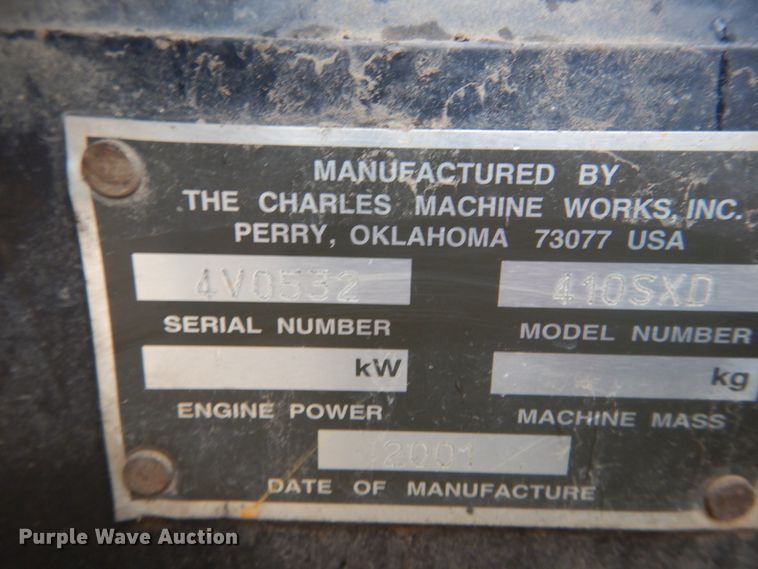 MANUFACTURED BY
THE CHARLES MACHINE WORKS, INC.
PERRY, OKLAHOMA 73077 USA
4V0532 410SXD
SERIAL NUMBER MODEL NUMBER
kW kg
ENGINE POWER MACHINE MASS
2001
DATE OF MANUFACTURE
Purple Wave Auction